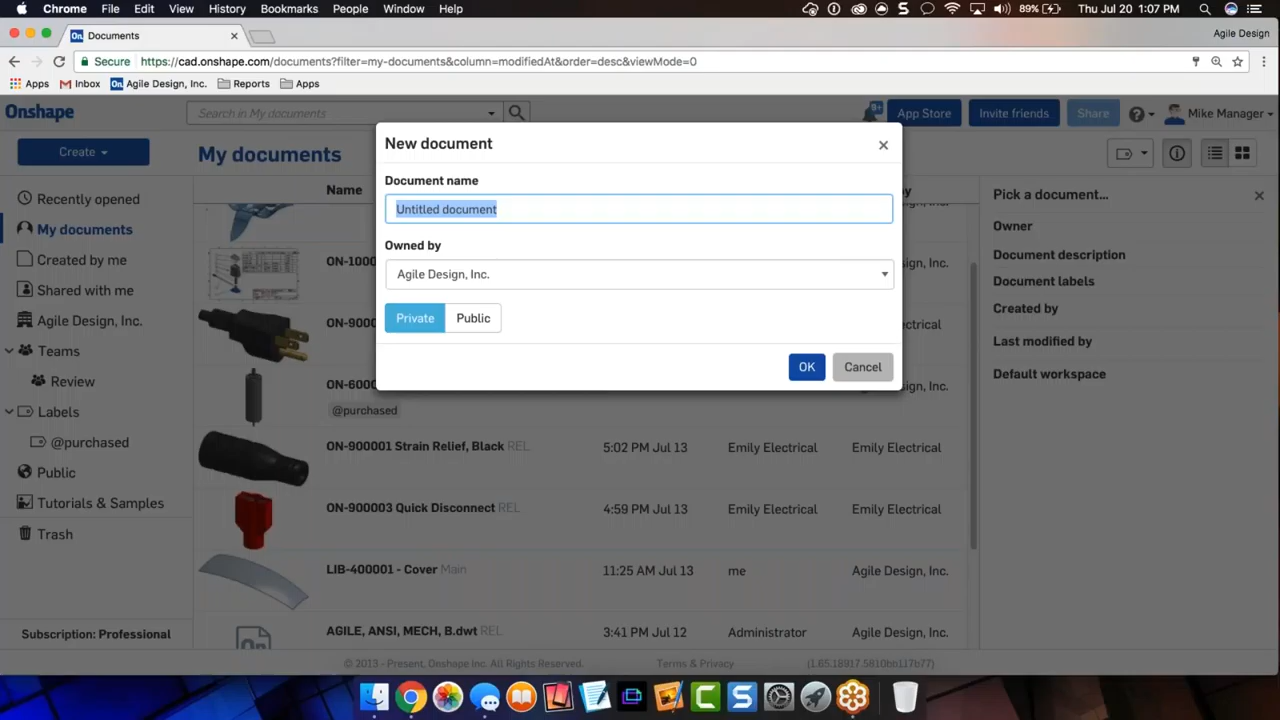 Chrome File Edit View History Bookmarks People Window Help 89% Thu Jul 20 1:07 PM Agile Design
Documents
Agile Design
Secure https://cad.onshape.com/documents?filter=my-documents&column=modifiedAt&order=desc&viewMode=0
Apps Inbox Agile Design, Inc. Reports Apps
Onshape Search in My documents 9+ App Store Invite friends Share Mike Manager
Create My documents
New document
Document name
Untitled document
Owned by
Agile Design, Inc.
Private Public
OK Cancel
Recently opened
My documents
Created by me
Shared with me
Agile Design, Inc.
Teams
Review
Labels
@purchased
Public
Tutorials & Samples
Trash
Subscription: Professional
Name
@purchased
ON-900001 Strain Relief, Black REL 5:02 PM Jul 13 Emily Electrical Emily Electrical
ON-900003 Quick Disconnect REL 4:59 PM Jul 13 Emily Electrical Emily Electrical
LIB-400001 - Cover Main 11:25 AM Jul 13 me Agile Design, Inc.
AGILE, ANSI, MECH, B.dwt REL 3:41 PM Jul 12 Administrator Agile Design, Inc.
Pick a document...
Owner
Document description
Document labels
Created by
Last modified by
Default workspace
© 2013 - Present, Onshape Inc. All Rights Reserved. Terms & Privacy